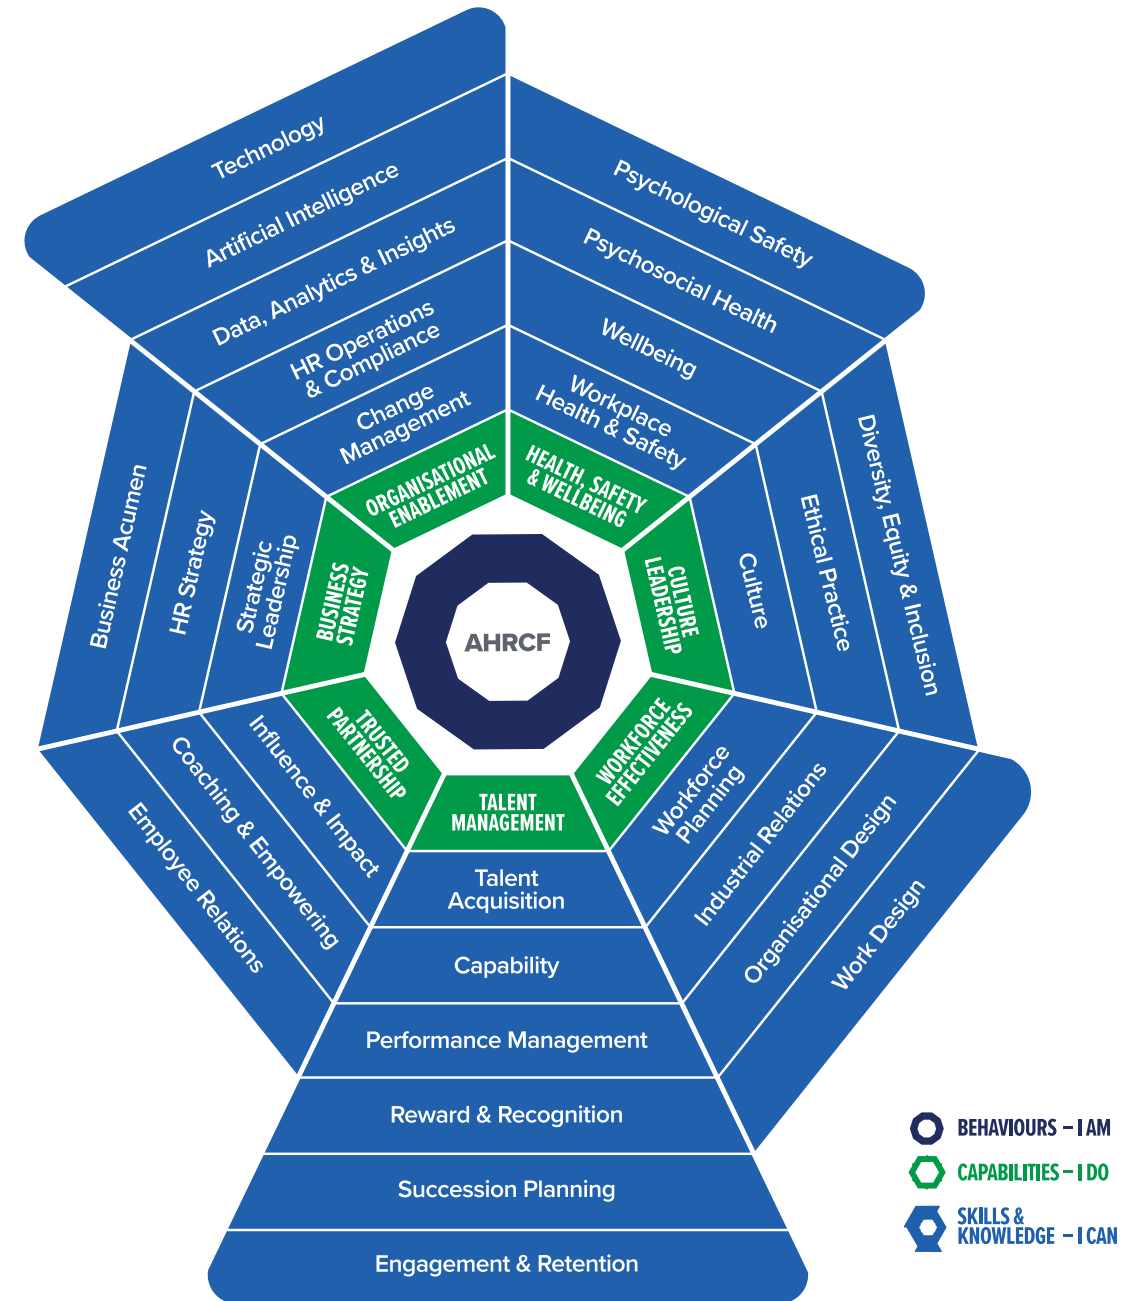 Technology
Artificial Intelligence
Data, Analytics & Insights
HR Operations
& Compliance
Change
Management
ORGANISATIONAL
ENABLEMENT
Psychological Safety
Psychosocial Health
Wellbeing
Workplace
Health & Safety
HEALTH, SAFETY
& WELLBEING
Business Acumen
HR Strategy
Strategic
Leadership
BUSINESS
STRATEGY
AHRCF
CULTURE
LEADERSHIP
Culture
Ethical Practice
Diversity, Equity & Inclusion
Employee Relations
Coaching & Empowering
Influence & Impact
TRUSTED
PARTNERSHIP
WORKFORCE
EFFECTIVENESS
Workforce
Planning
Industrial Relations
Organisational Design
Work Design
TALENT
MANAGEMENT
Talent
Acquisition
Capability
Performance Management
Reward & Recognition
Succession Planning
Engagement & Retention
BEHAVIOURS – I AM
CAPABILITIES – I DO
SKILLS &
KNOWLEDGE – I CAN